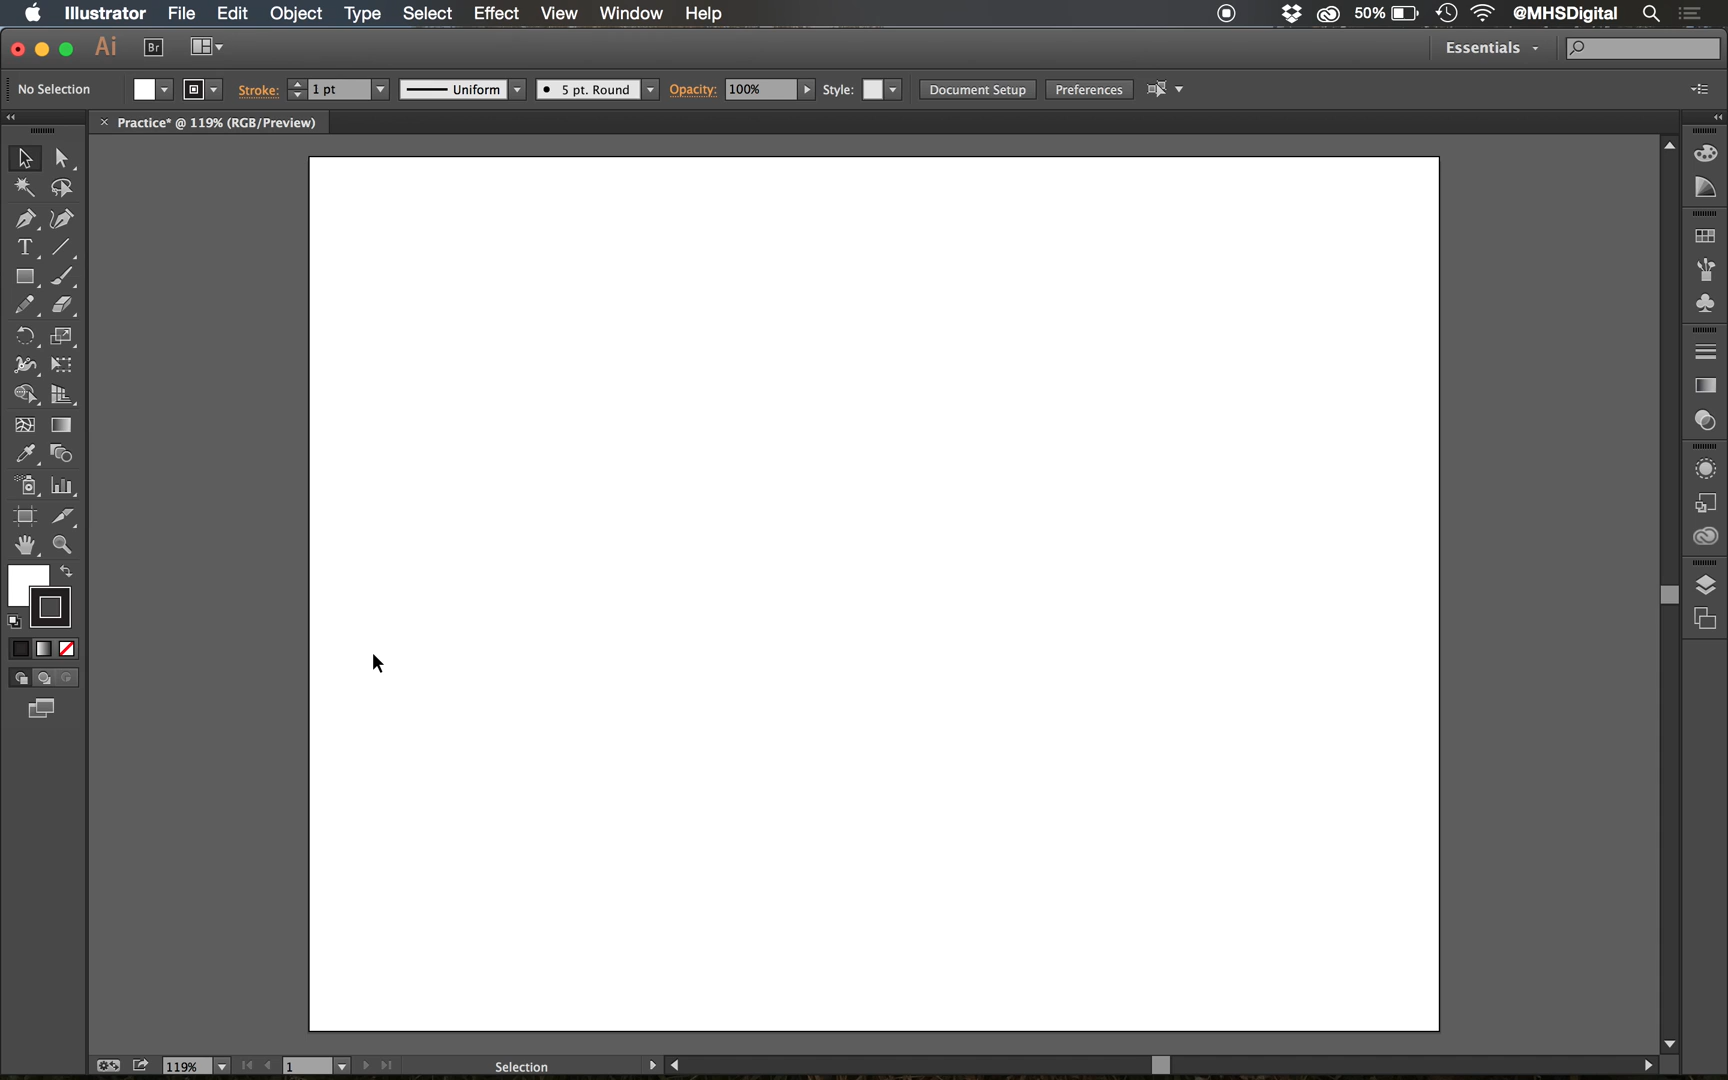 Illustrator File Edit Object Type Select Effect View Window Help 50% @MHSDigital
Ai Br Essentials
No Selection Stroke: 1 pt Uniform 5 pt. Round Opacity: 100% Style: Document Setup Preferences
× Practice* @ 119% (RGB/Preview)
T
119% 1 Selection